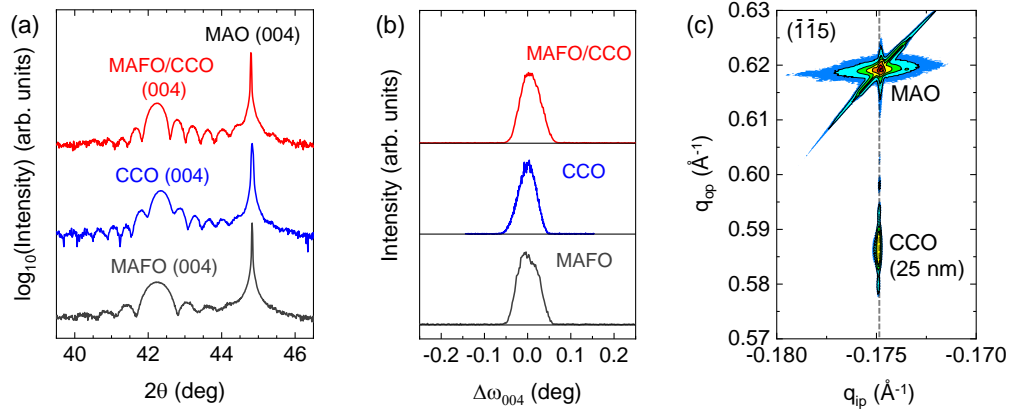 (a)
MAO (004)
MAFO/CCO
(004)
CCO (004)
MAFO (004)
log₁₀(Intensity) (arb. units)
40 42 44 46
2θ (deg)
(b)
MAFO/CCO
CCO
MAFO
Intensity (arb. units)
-0.2 -0.1 0.0 0.1 0.2
Δω₀₀₄ (deg)
(c)
0.63
0.62
0.61
0.60
0.59
0.58
0.57
(1̄1̄5)
MAO
CCO
(25 nm)
q_op (Å⁻¹)
-0.180 -0.175 -0.170
q_ip (Å⁻¹)